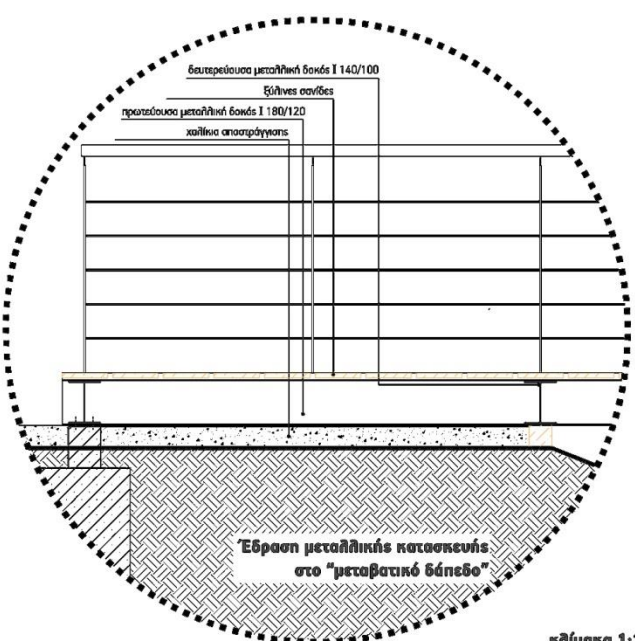 δευτερεύουσα μεταλλική δοκός Ι 140/100
ξύλινες σανίδες
πρωτεύουσα μεταλλική δοκός Ι 180/120
χαλίκια αποστράγγισης
Έδραση μεταλλικής κατασκευής
στο "μεταβατικό δάπεδο"
κλίμακα